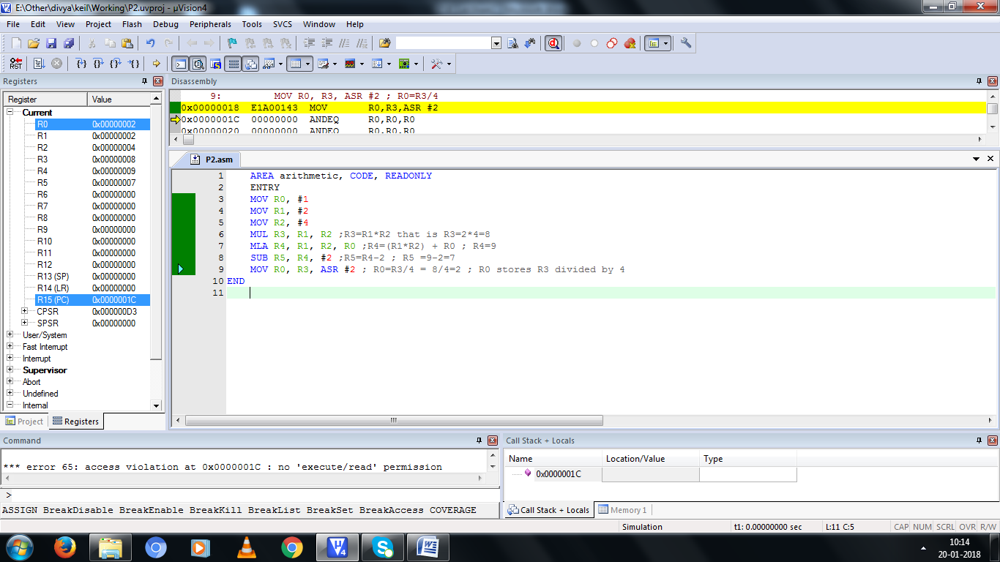 E:\Other\divya\keil\Working\P2.uvproj - µVision4
File Edit View Project Flash Debug Peripherals Tools SVCS Window Help
Registers
Register Value
Current
R0 0x00000002
R1 0x00000002
R2 0x00000004
R3 0x00000008
R4 0x00000009
R5 0x00000007
R6 0x00000000
R7 0x00000000
R8 0x00000000
R9 0x00000000
R10 0x00000000
R11 0x00000000
R12 0x00000000
R13 (SP) 0x00000000
R14 (LR) 0x00000000
R15 (PC) 0x0000001C
CPSR 0x000000D3
SPSR 0x00000000
User/System
Fast Interrupt
Interrupt
Supervisor
Abort
Undefined
Internal
Project Registers
Disassembly
9: MOV R0, R3, ASR #2 ; R0=R3/4
0x00000018 E1A00143 MOV R0,R3,ASR #2
0x0000001C 00000000 ANDEQ R0,R0,R0
0x00000020 00000000 ANDEQ R0,R0,R0
P2.asm
1 AREA arithmetic, CODE, READONLY
2 ENTRY
3 MOV R0, #1
4 MOV R1, #2
5 MOV R2, #4
6 MUL R3, R1, R2 ;R3=R1*R2 that is R3=2*4=8
7 MLA R4, R1, R2, R0 ;R4=(R1*R2) + R0 ; R4=9
8 SUB R5, R4, #2 ;R5=R4-2 ; R5 =9-2=7
9 MOV R0, R3, ASR #2 ; R0=R3/4 = 8/4=2 ; R0 stores R3 divided by 4
10 END
11
Command
*** error 65: access violation at 0x0000001C : no 'execute/read' permission
>
ASSIGN BreakDisable BreakEnable BreakKill BreakList BreakSet BreakAccess COVERAGE
Call Stack + Locals
Name Location/Value Type
0x0000001C
Call Stack + Locals Memory 1
Simulation t1: 0.00000000 sec L:11 C:5 CAP NUM SCRL OVR R/W
10:14
20-01-2018